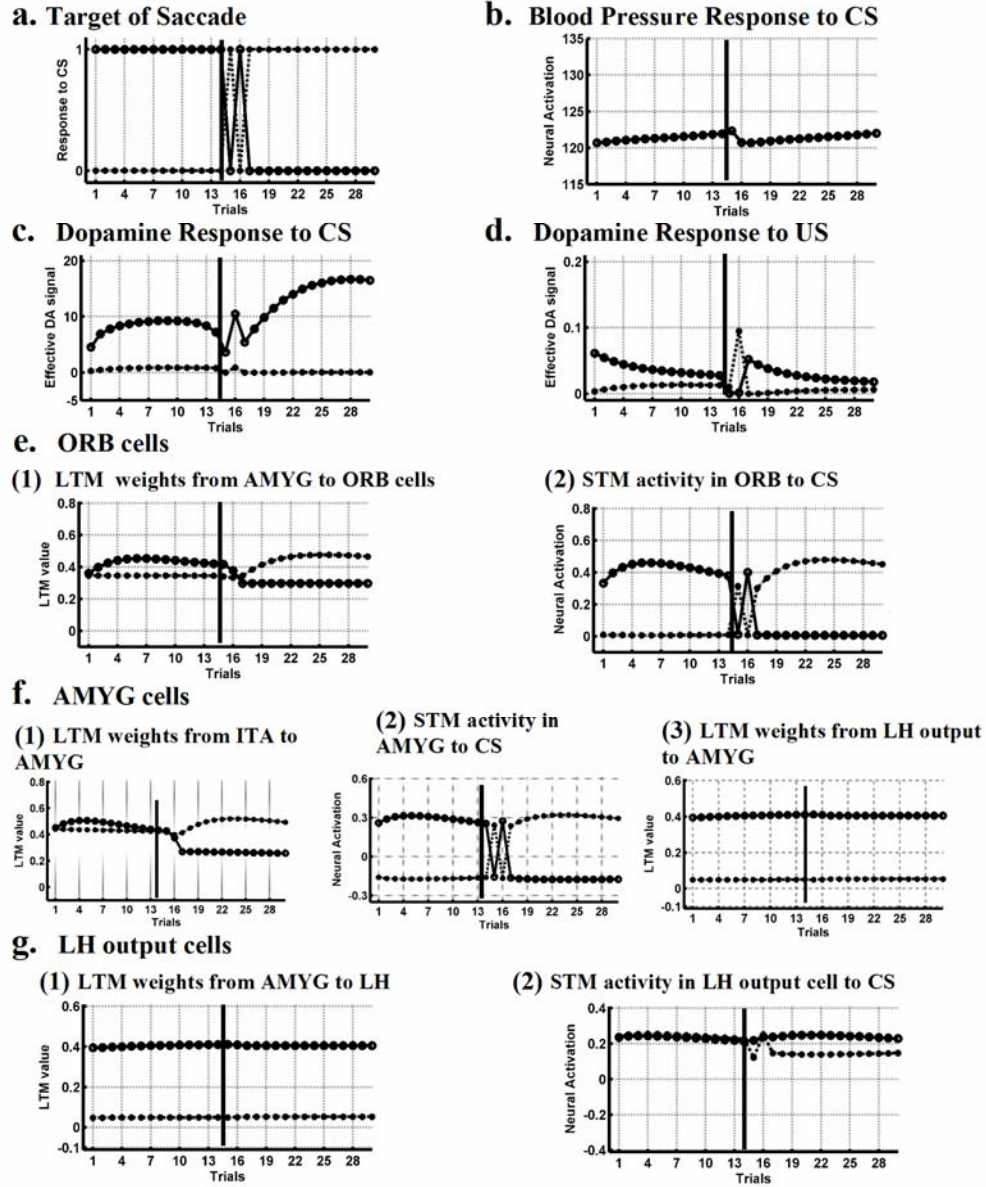 a. Target of Saccade
b. Blood Pressure Response to CS
Response to CS
1
0
1 4 7 10 13 16 19 22 25 28
Trials
Neural Activation
135
130
125
120
115
1 4 7 10 13 16 19 22 25 28
Trials
c. Dopamine Response to CS
d. Dopamine Response to US
Effective DA signal
20
10
0
-5
1 4 7 10 13 16 19 22 25 28
Trials
Effective DA signal
0.2
0.1
0
1 4 7 10 13 16 19 22 25 28
Trials
e. ORB cells
(1) LTM weights from AMYG to ORB cells
(2) STM activity in ORB to CS
LTM value
0.8
0.6
0.4
0.2
0
1 4 7 10 13 16 19 22 25 28
Trials
Neural Activation
0.8
0.6
0.4
0.2
0
1 4 7 10 13 16 19 22 25 28
Trials
f. AMYG cells
(1) LTM weights from ITA to
AMYG
(2) STM activity in
AMYG to CS
(3) LTM weights from LH output
to AMYG
LTM value
0.8
0.6
0.4
0.2
0
1 4 7 10 13 16 19 22 25 28
Trials
Neural Activation
0.6
0.3
0
-0.3
1 4 7 10 13 16 19 22 25 28
Trials
LTM value
0.6
0.4
0.2
0
-0.1
1 4 7 10 13 16 19 22 25 28
Trials
g. LH output cells
(1) LTM weights from AMYG to LH
(2) STM activity in LH output cell to CS
LTM value
0.6
0.4
0.2
0
-0.1
1 4 7 10 13 16 19 22 25 28
Trials
Neural Activation
0.4
0.2
0
-0.2
-0.4
1 4 7 10 13 16 19 22 25 28
Trials